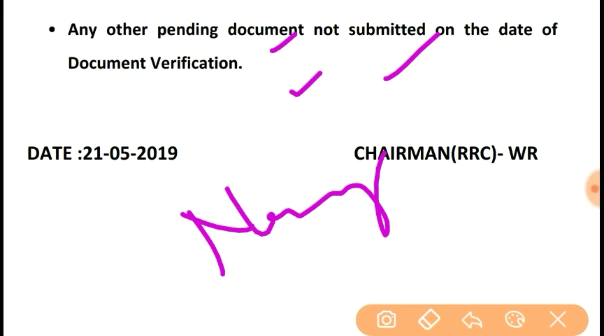 • Any other pending document not submitted on the date of
Document Verification.
DATE :21-05-2019 CHAIRMAN(RRC)- WR